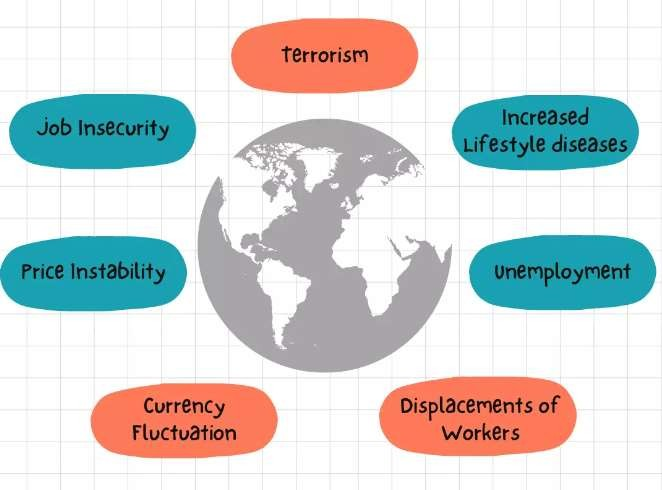 Terrorism
Job Insecurity
Increased
Lifestyle diseases
Price Instability
unemployment
Currency
Fluctuation
Displacements of
Workers